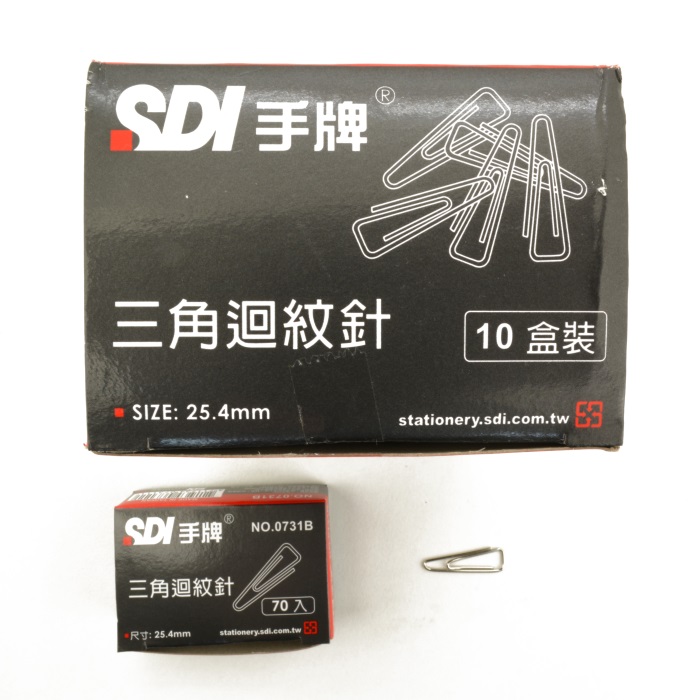 SDI 手牌®
三角迴紋針
10 盒裝
SIZE: 25.4mm
stationery.sdi.com.tw
NO.0731B
SDI 手牌®
NO.0731B
三角迴紋針
70 入
尺寸: 25.4mm
stationery.sdi.com.tw